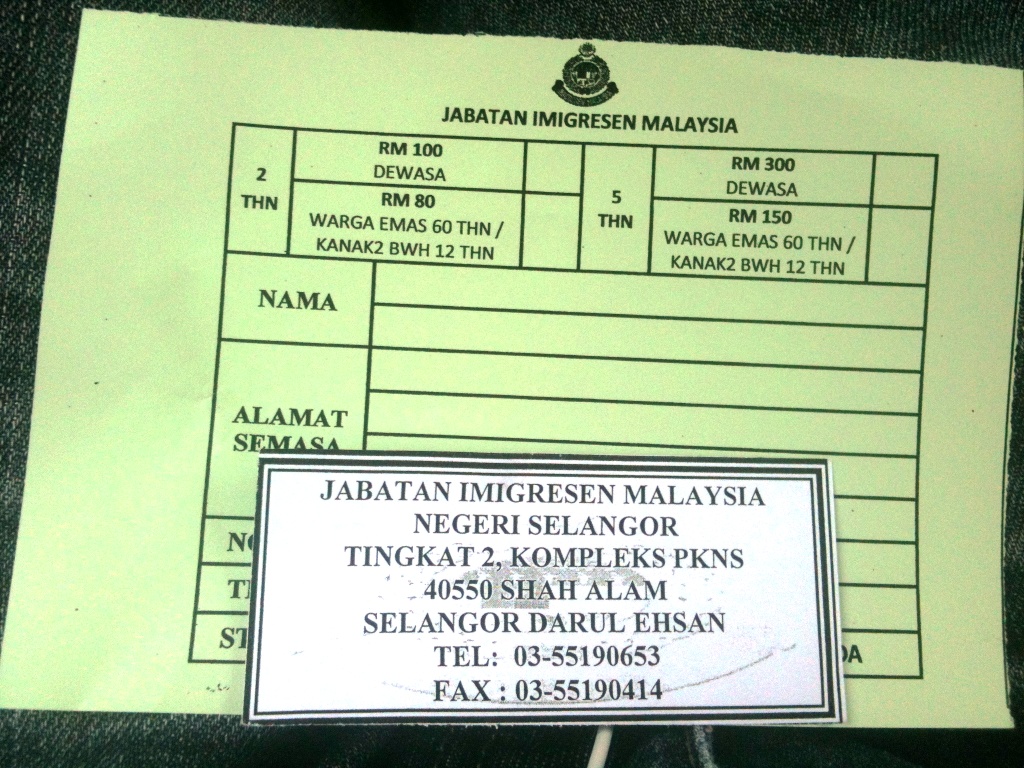 JABATAN IMIGRESEN MALAYSIA
2 THN
RM 100
DEWASA
RM 80
WARGA EMAS 60 THN /
KANAK2 BWH 12 THN
5 THN
RM 300
DEWASA
RM 150
WARGA EMAS 60 THN /
KANAK2 BWH 12 THN
NAMA
ALAMAT
SEMASA
JABATAN IMIGRESEN MALAYSIA
NEGERI SELANGOR
TINGKAT 2, KOMPLEKS PKNS
40550 SHAH ALAM
SELANGOR DARUL EHSAN
TEL: 03-55190653
FAX : 03-55190414